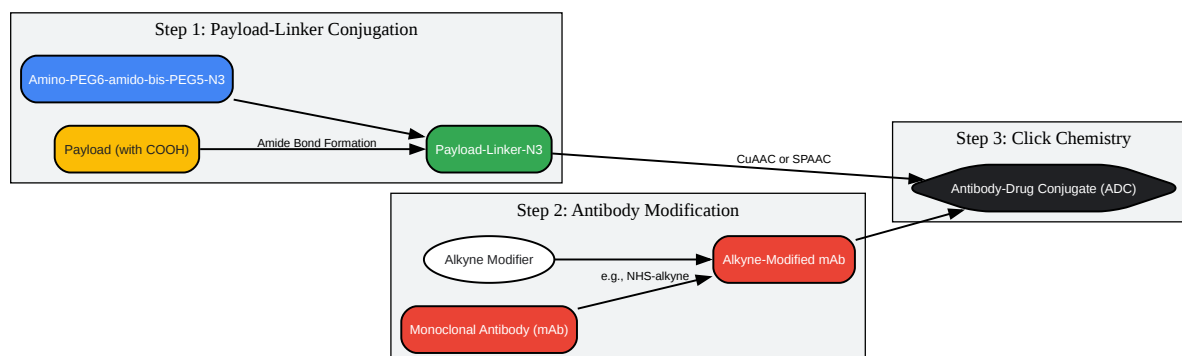 Step 1: Payload-Linker Conjugation
Amino-PEG6-amido-bis-PEG5-N3
Payload (with COOH)
Amide Bond Formation
Payload-Linker-N3
Step 2: Antibody Modification
Alkyne Modifier
e.g., NHS-alkyne
Monoclonal Antibody (mAb)
Alkyne-Modified mAb
CuAAC or SPAAC
Step 3: Click Chemistry
Antibody-Drug Conjugate (ADC)